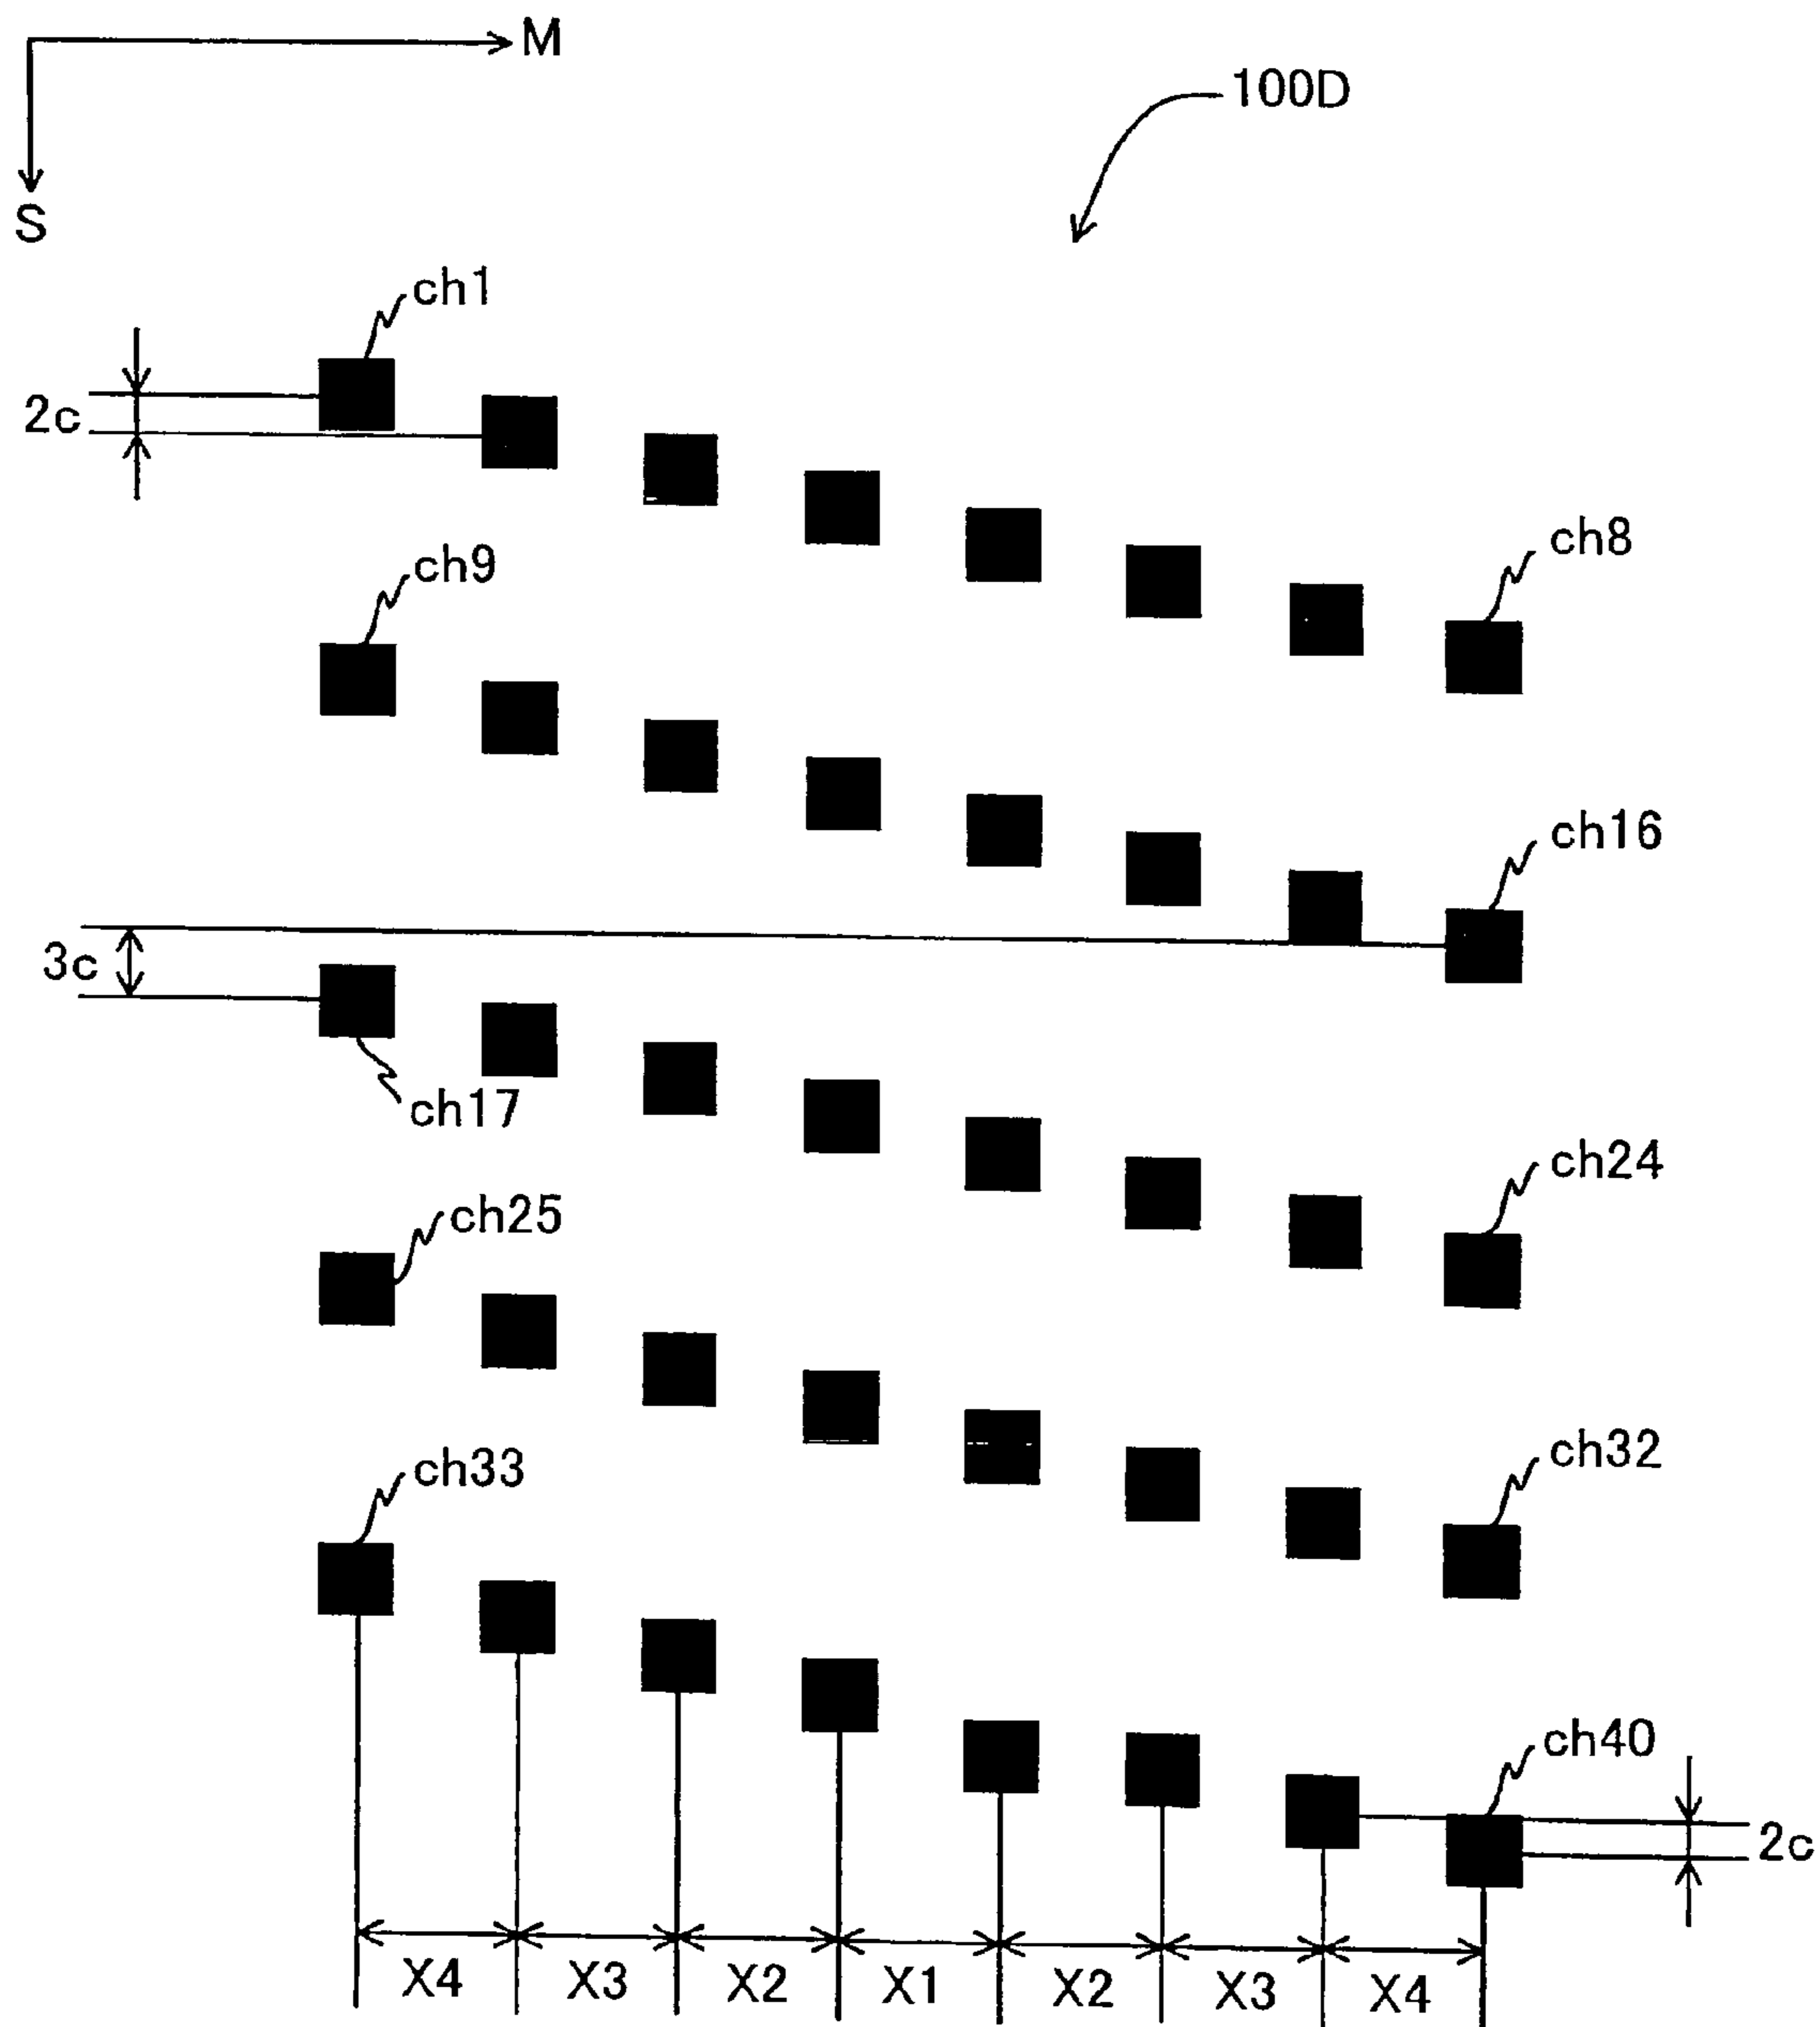 M
100D
S
ch1
2c
ch8
ch9
ch16
3c
ch17
ch24
ch25
ch32
ch33
ch40
2c
X4 X3 X2 X1 X2 X3 X4